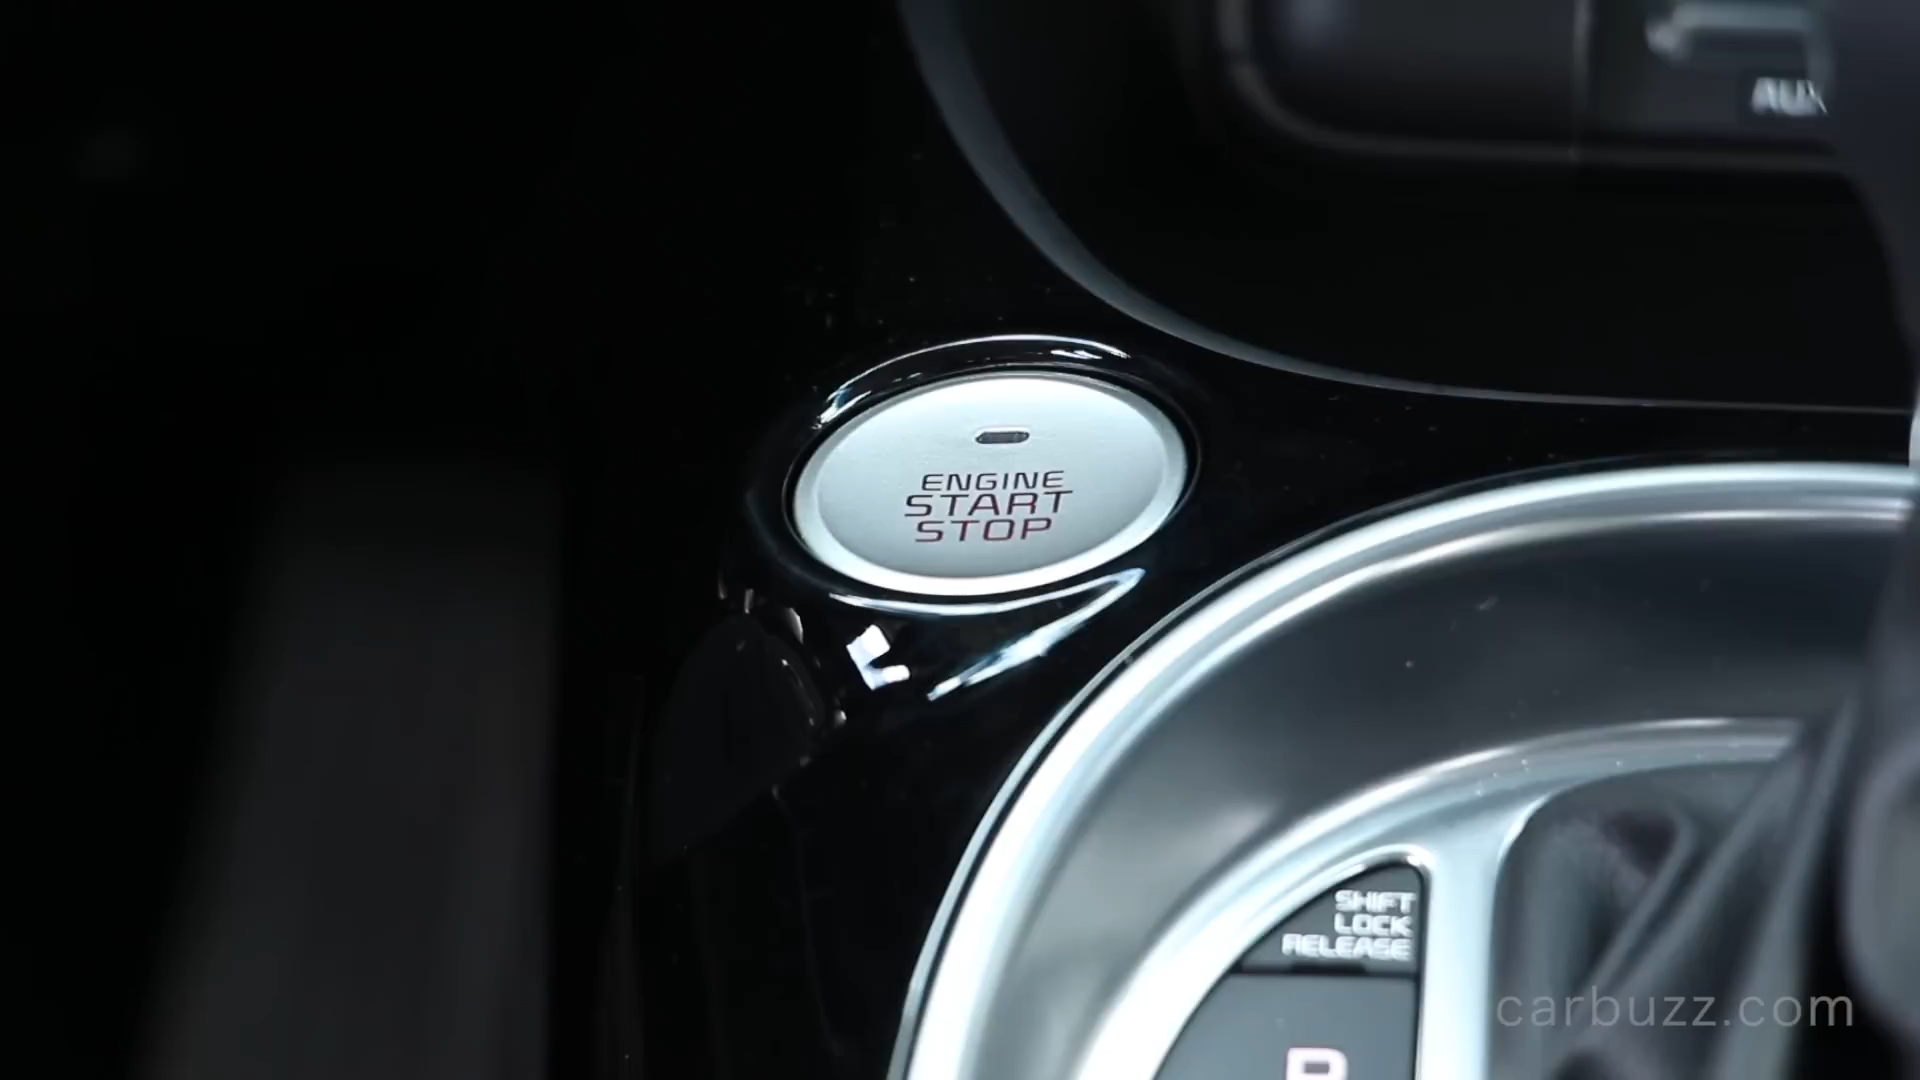 AUX
ENGINE
START
STOP
SHIFT
LOCK
RELEASE
carbuzz.com